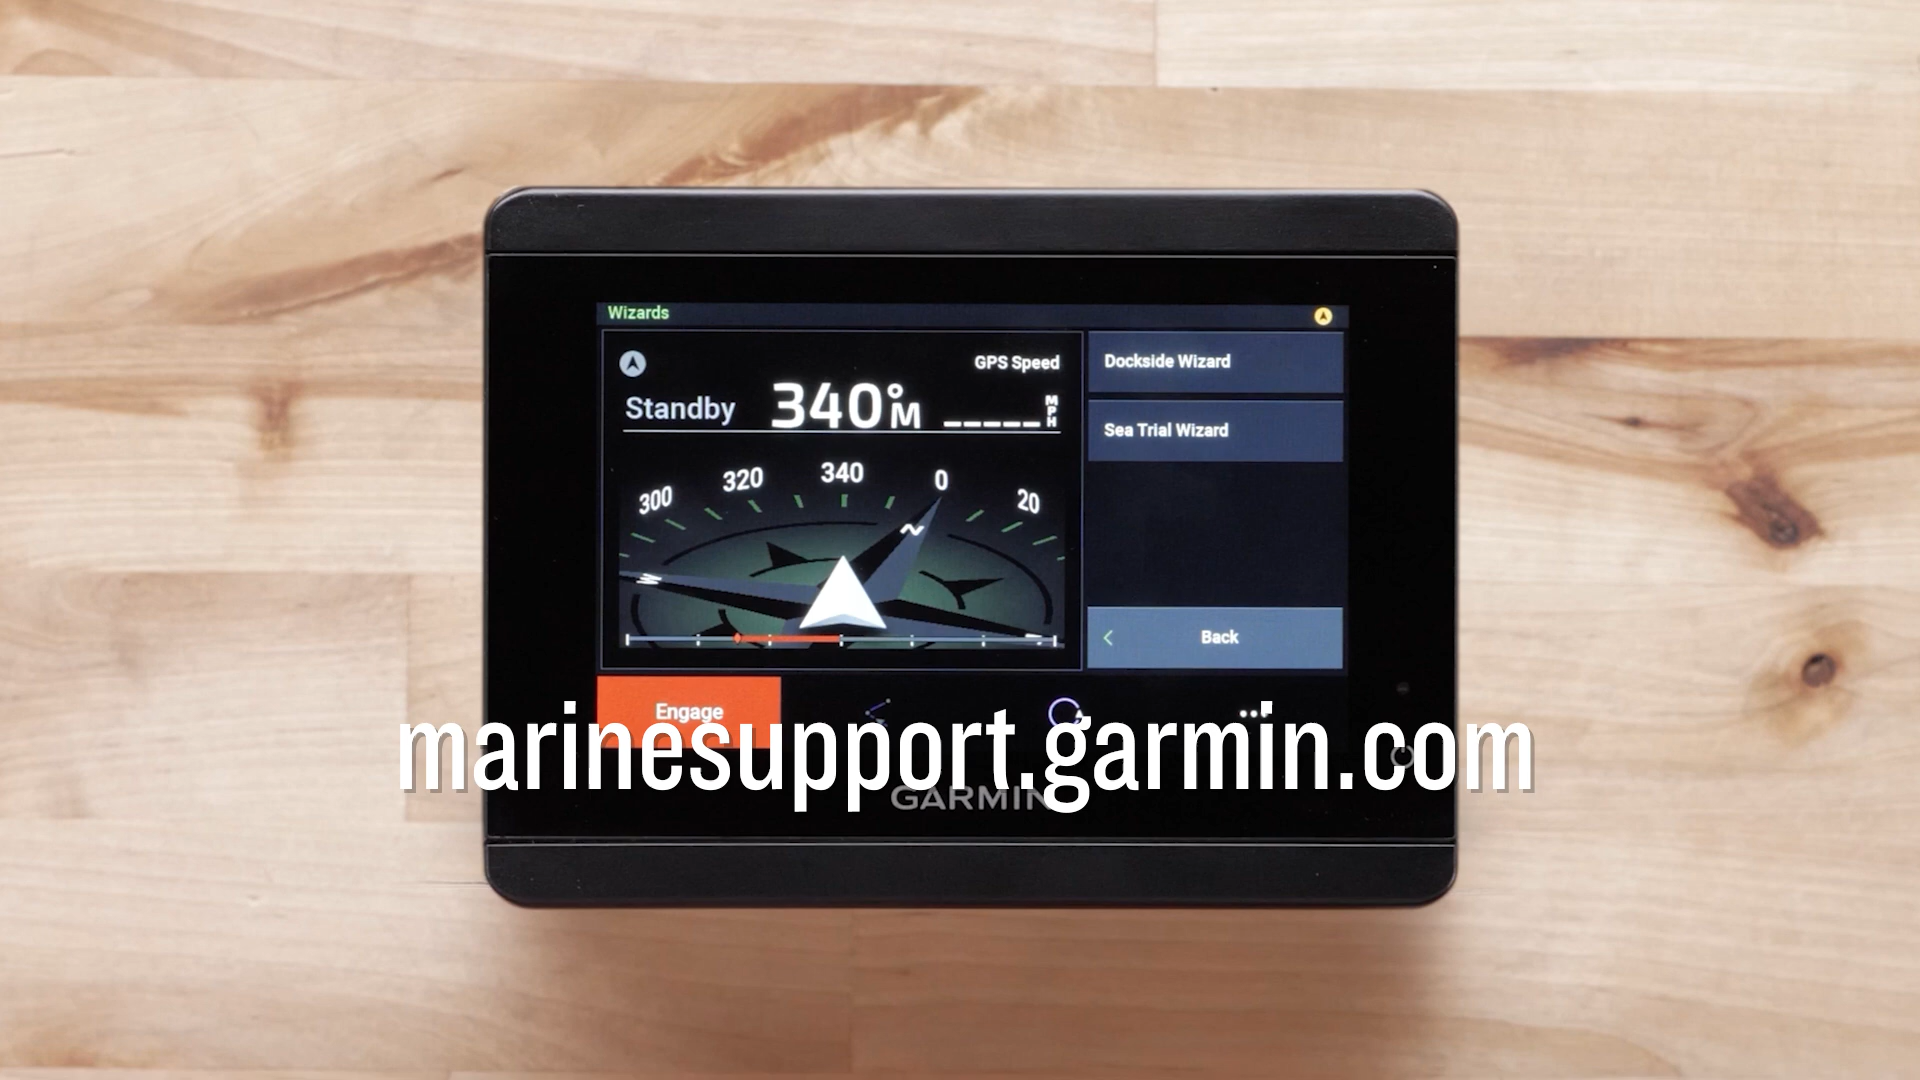 Wizards
GPS Speed
Standby 340°M _____ MPH
300 320 340 0 20
Dockside Wizard
Sea Trial Wizard
Back
Engage
marinesupport.garmin.com
GARMIN